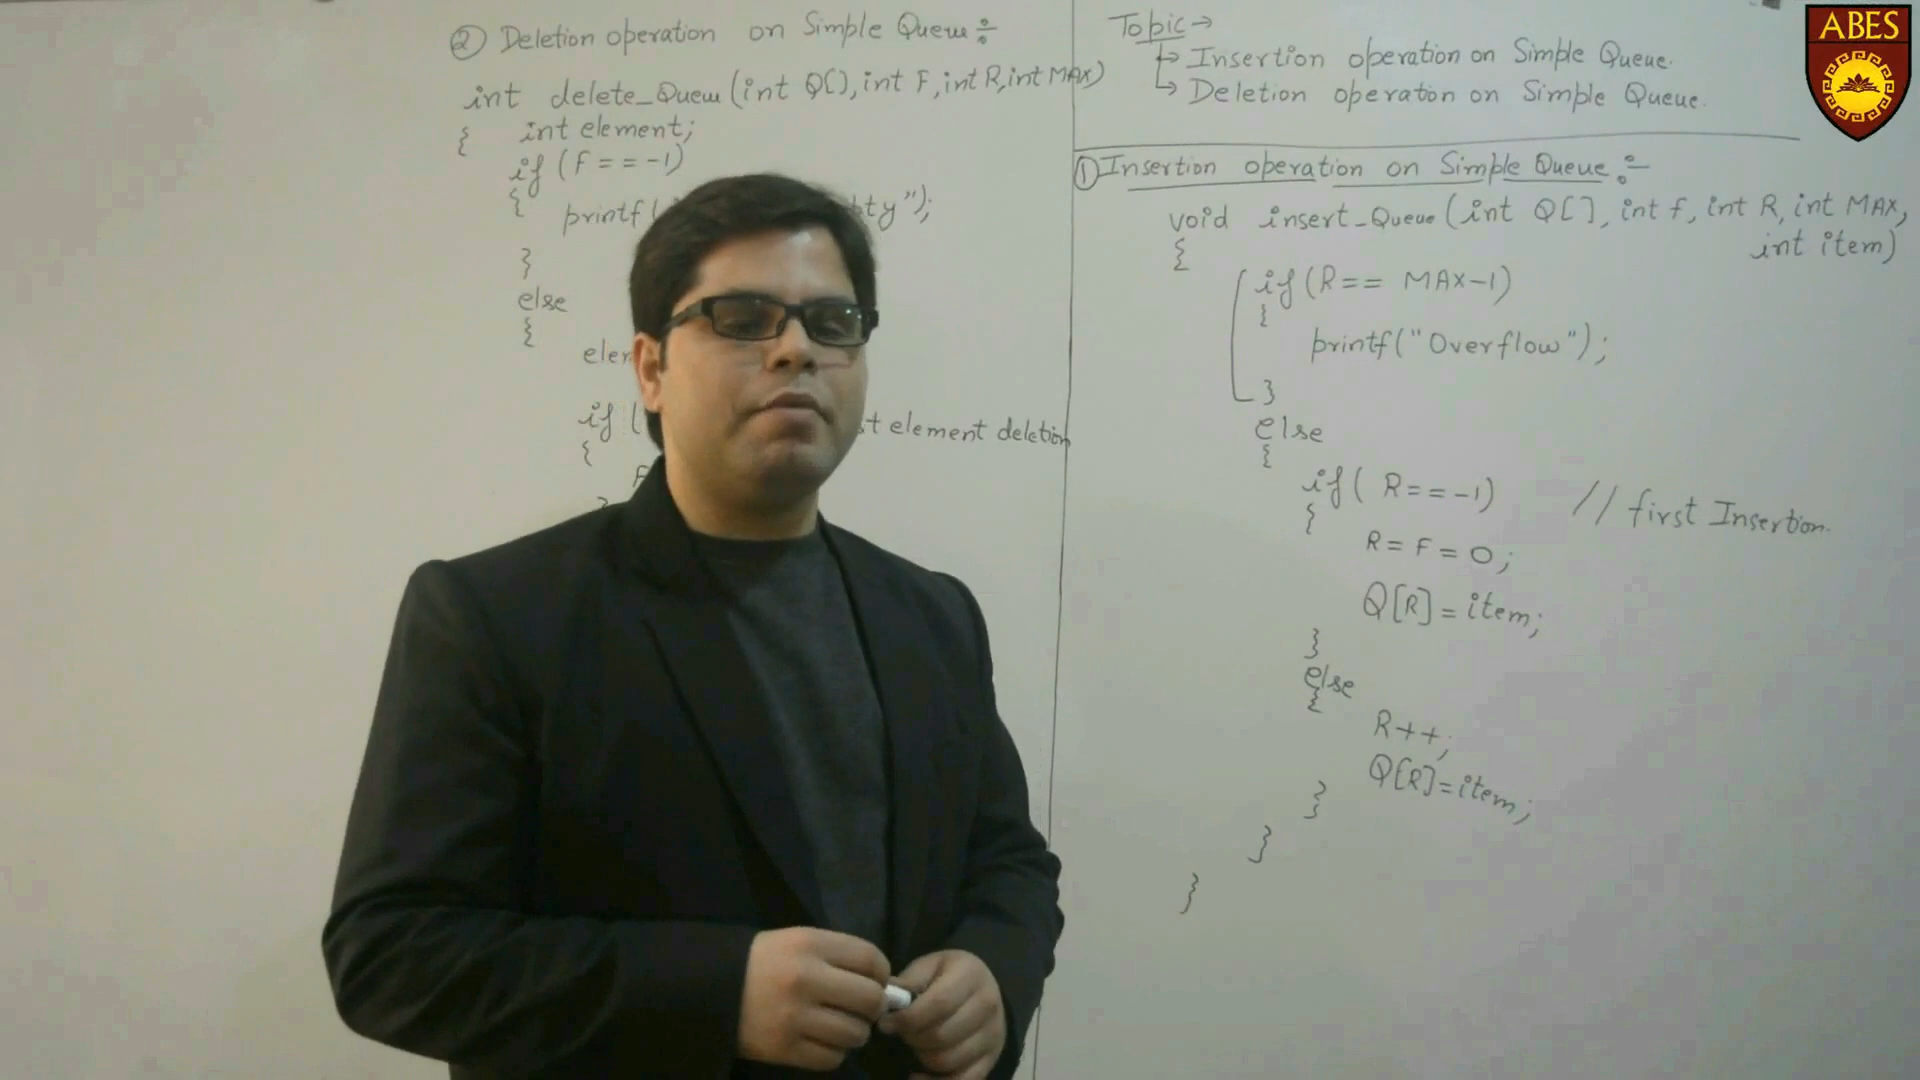 ② Deletion operation on Simple Queue :-
int delete_Queue (int Q[], int F, int R, int MAX)
{ int element;
if (F == -1)
{
printf(
");
}
else
{
if (
element deletion
{
}
Topic →
↳ Insertion operation on Simple Queue.
↳ Deletion operation on Simple Queue.
① Insertion operation on Simple Queue :-
void insert_Queue (int Q[], int f, int R, int MAX,
int item)
{
if (R == MAX-1)
{
printf("Overflow");
}
else
{
if ( R == -1) // first Insertion.
{
R = F = 0;
Q[R] = item;
}
else
{
R++;
Q[R] = item;
}
}
}
ABES